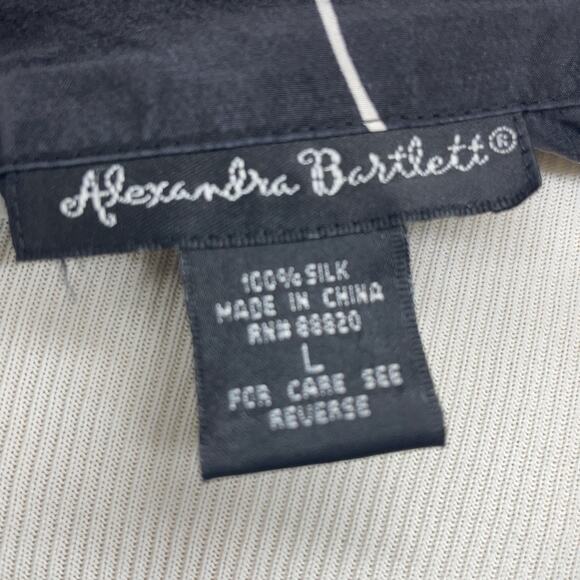 Alexandra Bartlett®
100% SILK
MADE IN CHINA
RN# 88820
L
FOR CARE SEE
REVERSE